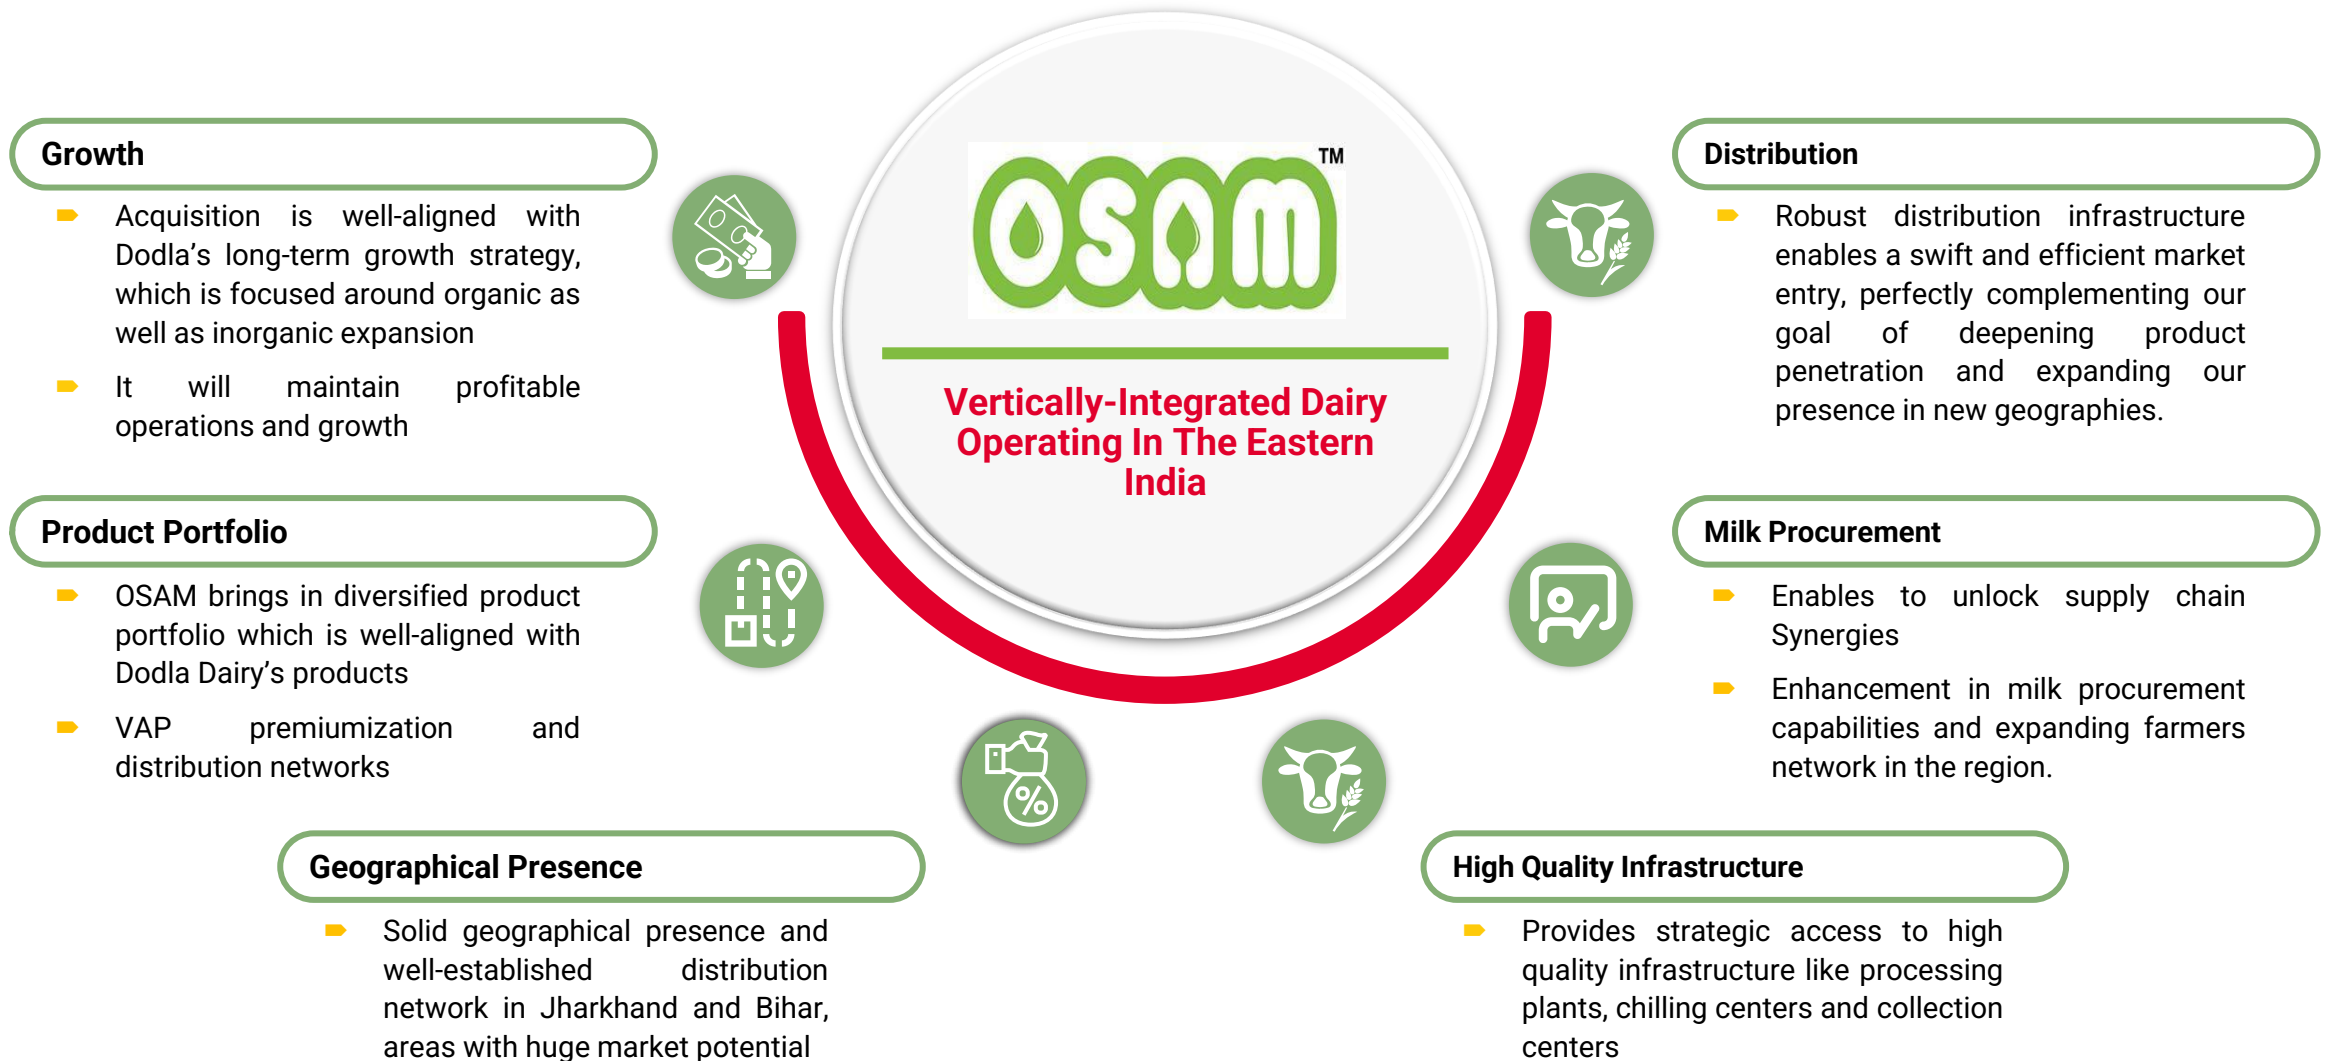 Growth
Acquisition is well-aligned with
Dodla’s long-term growth strategy,
which is focused around organic as
well as inorganic expansion
It will maintain profitable
operations and growth
Product Portfolio
OSAM brings in diversified product
portfolio which is well-aligned with
Dodla Dairy’s products
VAP premiumization and
distribution networks
Geographical Presence
Solid geographical presence and
well-established distribution
network in Jharkhand and Bihar,
areas with huge market potential
OSAM TM
Vertically-Integrated Dairy
Operating In The Eastern
India
%
Distribution
Robust distribution infrastructure
enables a swift and efficient market
entry, perfectly complementing our
goal of deepening product
penetration and expanding our
presence in new geographies.
Milk Procurement
Enables to unlock supply chain
Synergies
Enhancement in milk procurement
capabilities and expanding farmers
network in the region.
High Quality Infrastructure
Provides strategic access to high
quality infrastructure like processing
plants, chilling centers and collection
centers